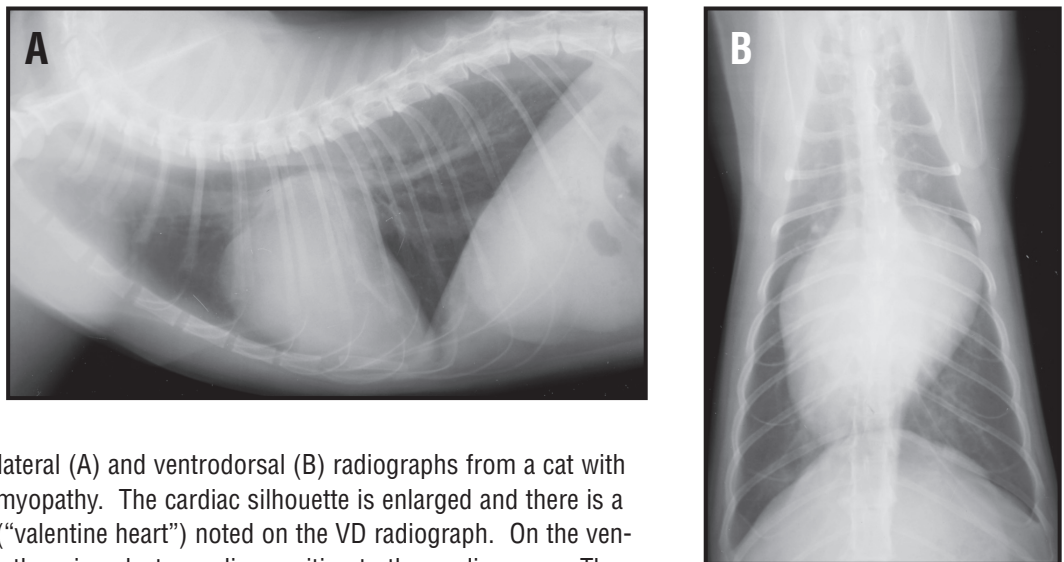 A
B
lateral (A) and ventrodorsal (B) radiographs from a cat with
myopathy. The cardiac silhouette is enlarged and there is a
(“valentine heart”) noted on the VD radiograph. On the ven-